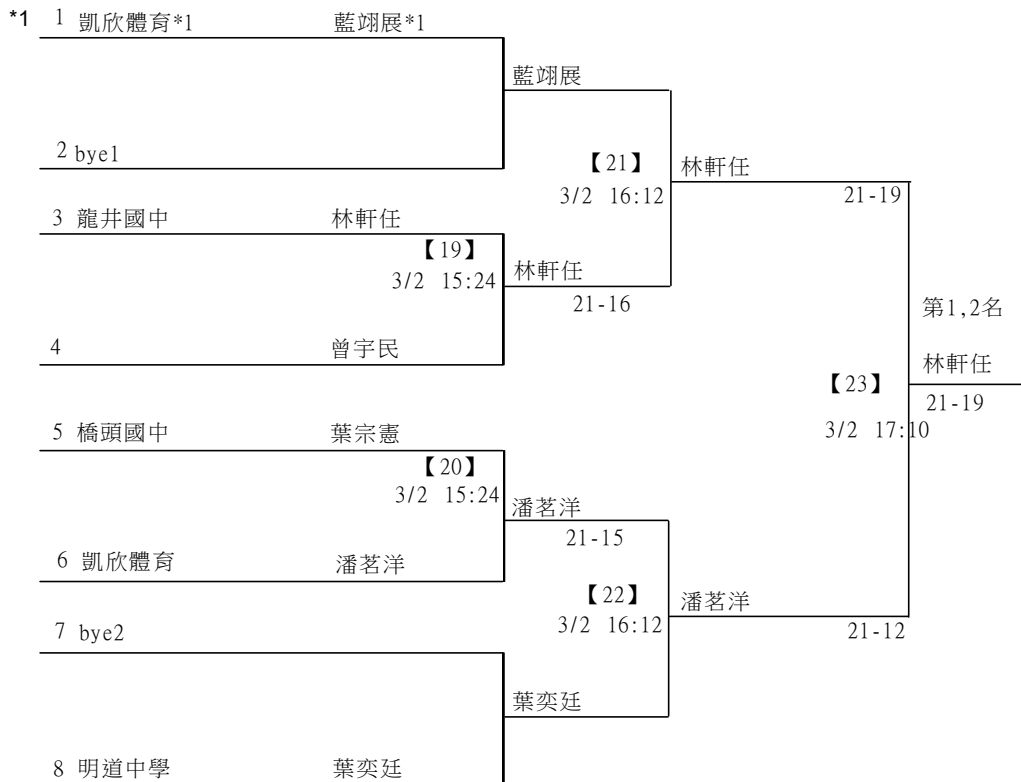 *1 1 凱欣體育*1 藍翊展*1
藍翊展
2 bye1
【21】
3/2 16:12
林軒任
21-19
3 龍井國中 林軒任
【19】
3/2 15:24
林軒任
21-16
4 曾宇民
第1,2名
林軒任
【23】
21-19
3/2 17:10
5 橋頭國中 葉宗憲
【20】
3/2 15:24
潘茗洋
21-15
6 凱欣體育 潘茗洋
【22】
3/2 16:12
潘茗洋
21-12
7 bye2
葉奕廷
8 明道中學 葉奕廷